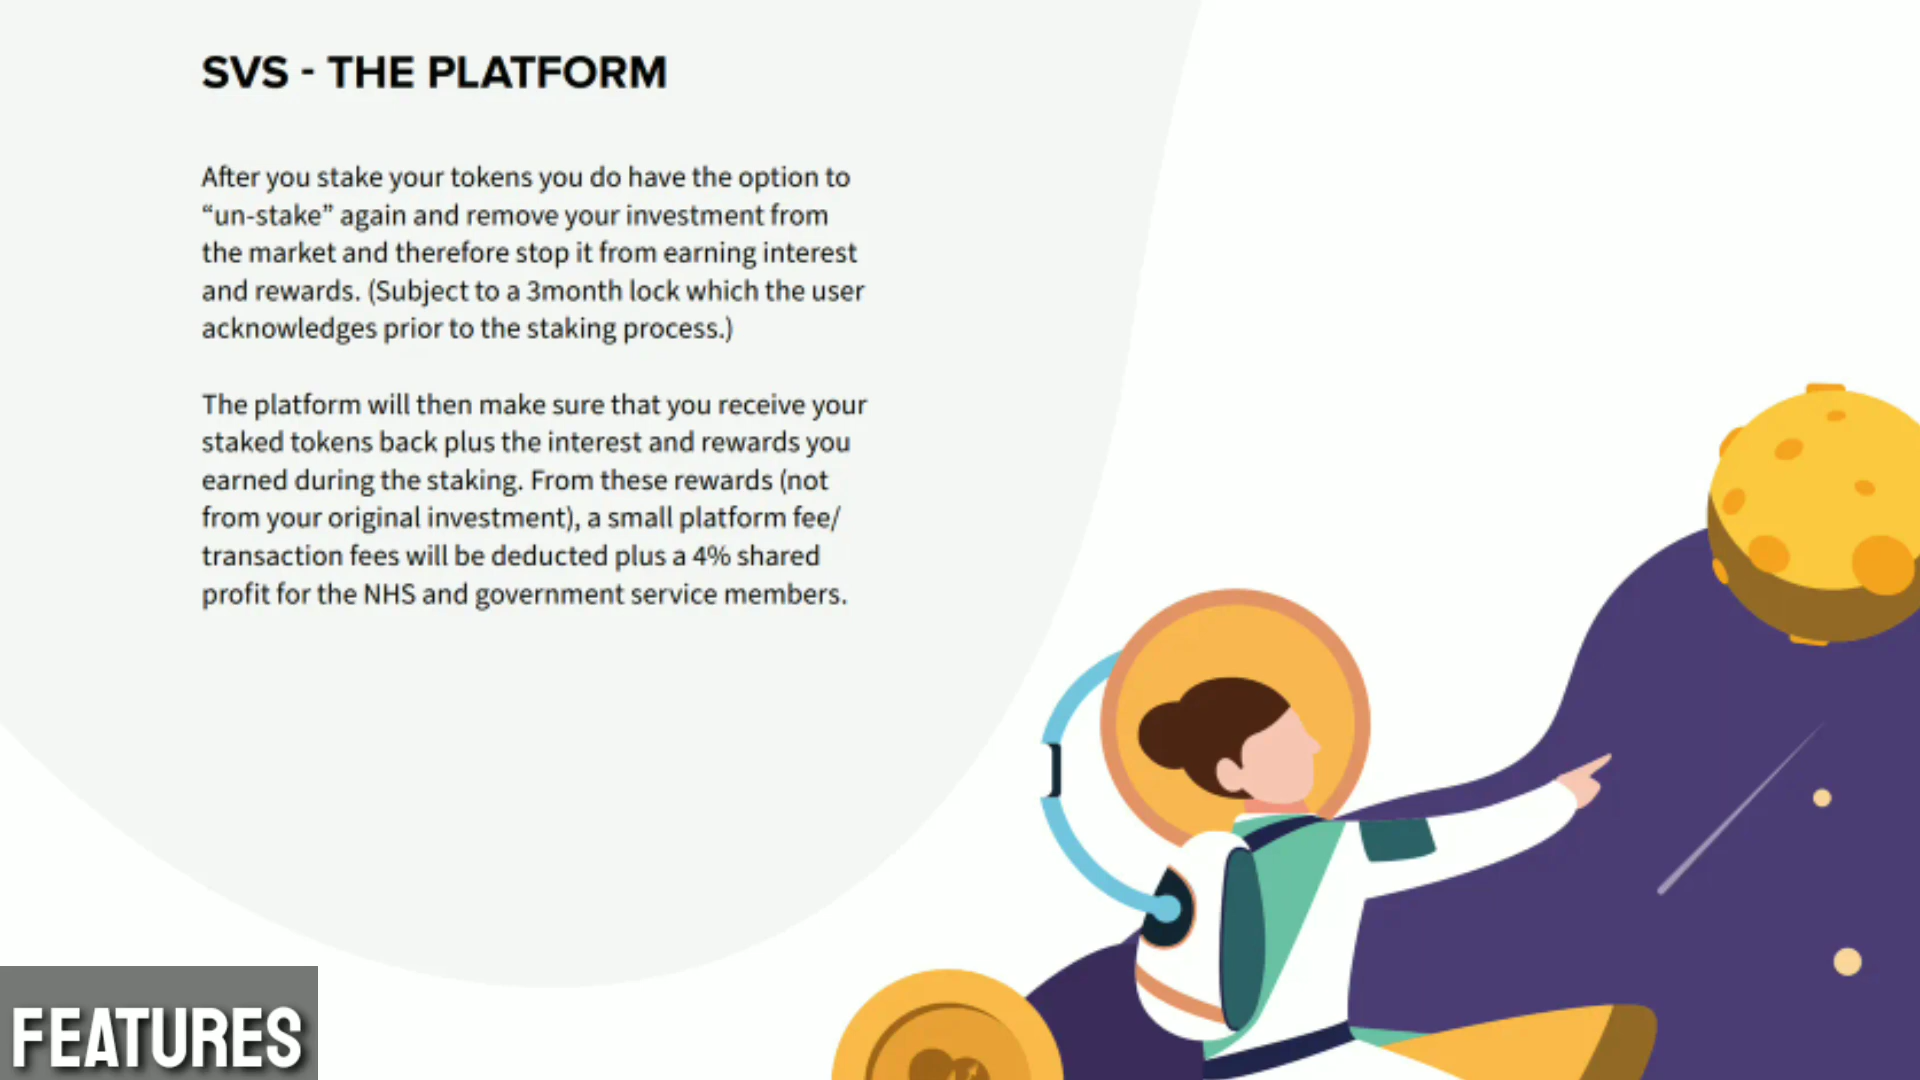 SVS - THE PLATFORM
After you stake your tokens you do have the option to
“un-stake” again and remove your investment from
the market and therefore stop it from earning interest
and rewards. (Subject to a 3month lock which the user
acknowledges prior to the staking process.)
The platform will then make sure that you receive your
staked tokens back plus the interest and rewards you
earned during the staking. From these rewards (not
from your original investment), a small platform fee/
transaction fees will be deducted plus a 4% shared
profit for the NHS and government service members.
FEATURES